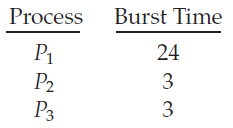 Process Burst Time
P₁ 24
P₂ 3
P₃ 3